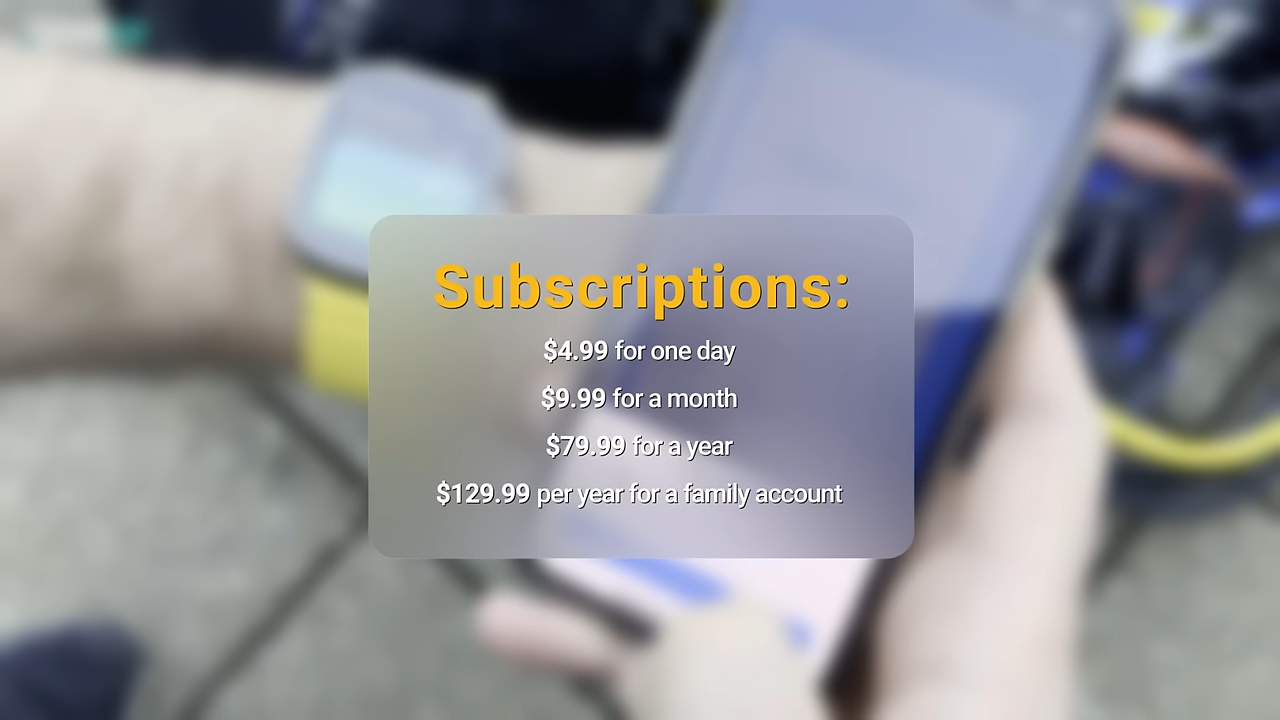 Subscriptions:
$4.99 for one day
$9.99 for a month
$79.99 for a year
$129.99 per year for a family account